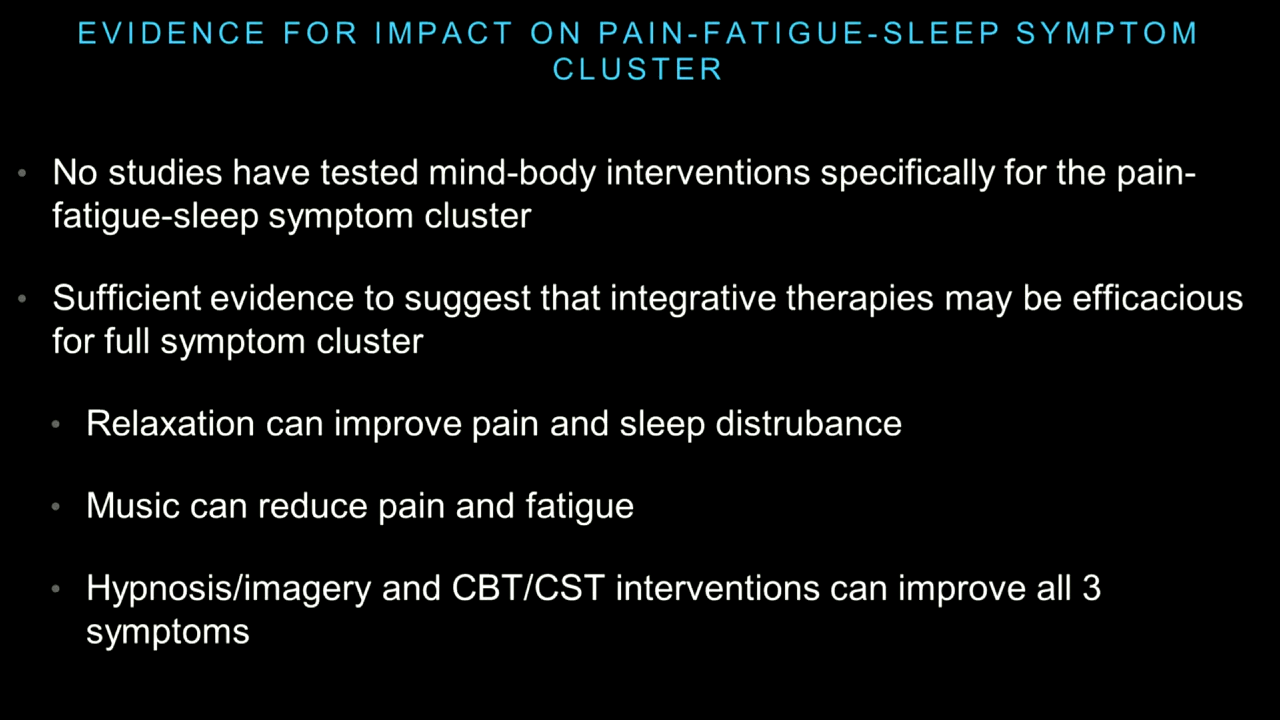 EVIDENCE FOR IMPACT ON PAIN-FATIGUE-SLEEP SYMPTOM
CLUSTER
• No studies have tested mind-body interventions specifically for the pain-
fatigue-sleep symptom cluster
• Sufficient evidence to suggest that integrative therapies may be efficacious
for full symptom cluster
• Relaxation can improve pain and sleep distrubance
• Music can reduce pain and fatigue
• Hypnosis/imagery and CBT/CST interventions can improve all 3
symptoms